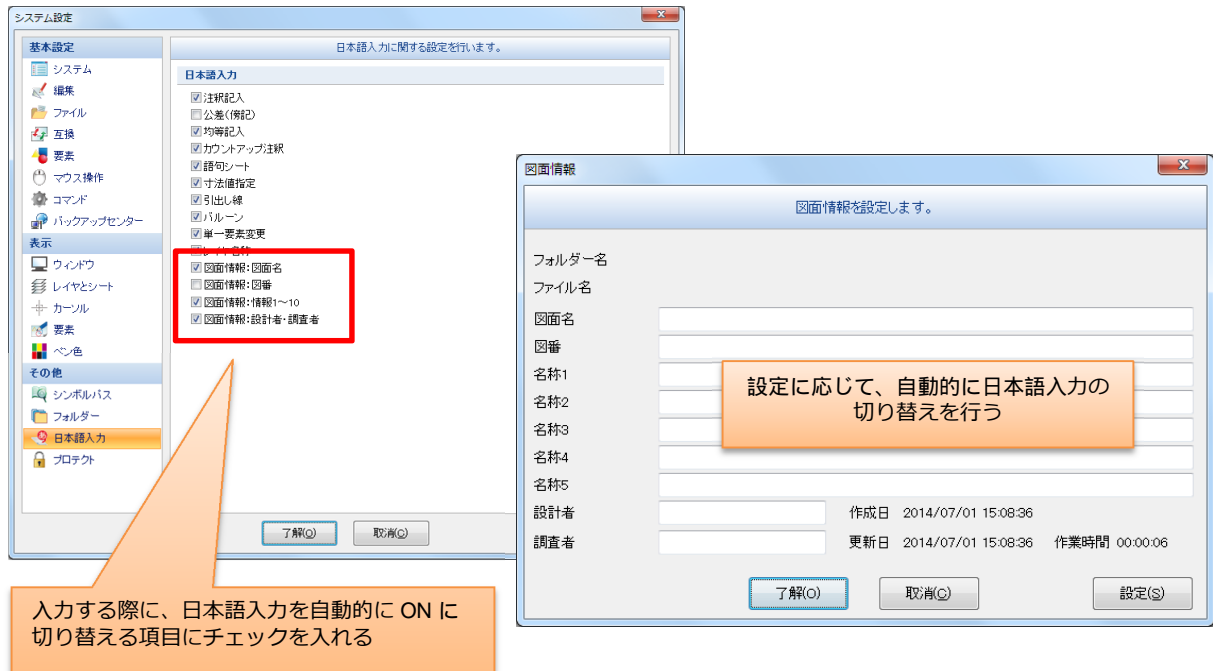 システム設定
基本設定
システム
編集
ファイル
互換
要素
マウス操作
コマンド
バックアップセンター
表示
ウィンドウ
レイヤとシート
カーソル
要素
ペン色
その他
シンボルパス
フォルダー
日本語入力
プロテクト
日本語入力に関する設定を行います。
日本語入力
注釈記入
公差(傍記)
均等記入
カウントアップ注釈
語句シート
寸法値指定
引出し線
バルーン
単一要素変更
レイヤ名称
図面情報:図面名
図面情報:図番
図面情報:情報1～10
図面情報:設計者・調査者
了解(O)
取消(C)
入力する際に、日本語入力を自動的に ON に
切り替える項目にチェックを入れる
図面情報
図面情報を設定します。
フォルダー名
ファイル名
図面名
図番
名称1
名称2
名称3
名称4
名称5
設計者
作成日 2014/07/01 15:08:36
調査者
更新日 2014/07/01 15:08:36 作業時間 00:00:06
設定に応じて、自動的に日本語入力の
切り替えを行う
了解(O)
取消(C)
設定(S)